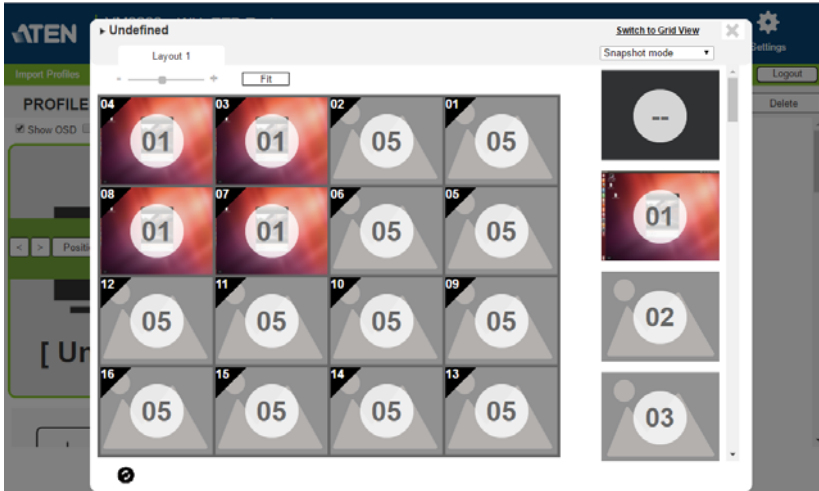 ATEN
Settings
Import Profiles
Logout
PROFILE
Delete
Show OSD
< > Positi
[ Un
Undefined
Switch to Grid View
Layout 1
Snapshot mode
- + Fit
04 01 03 01 02 05 01 05
08 01 07 01 06 05 05 05
12 05 11 05 10 05 09 05
16 05 15 05 14 05 13 05
--
01
02
03